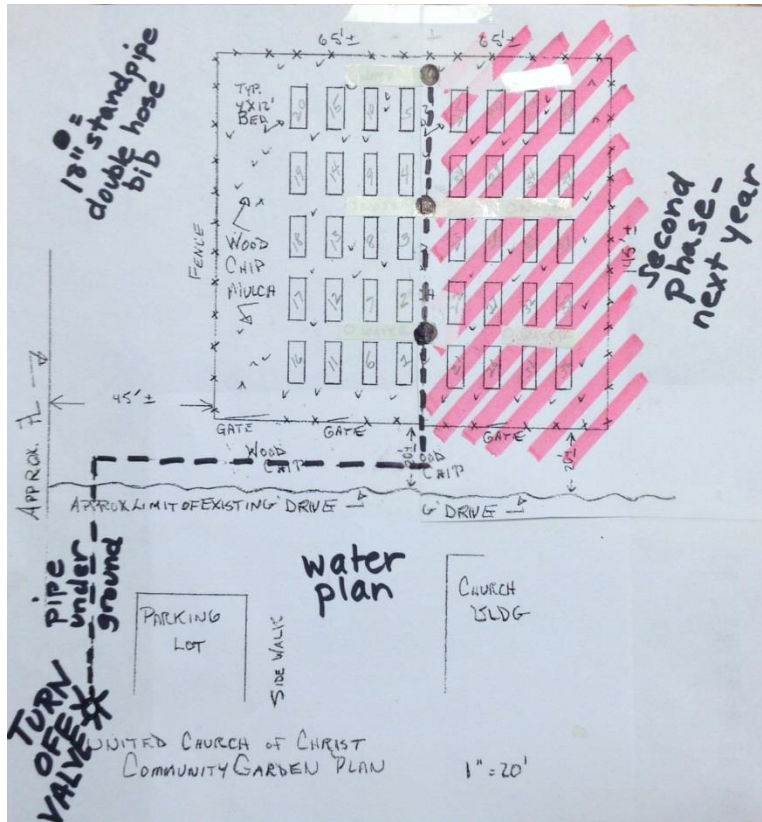 65'±
65'±
18" standpipe
double hose
bib
TYP.
4X12'
BED
20
15
10
5
19
14
9
4
FENCE
WOOD
CHIP
MULCH
18
13
8
3
17
12
7
2
16
11
6
145'±
second
phase-
next year
APPROX. PL
45'±
GATE
GATE
GATE
WOOD
CHIP
20'±
WOOD
CHIP
20'±
APPROX LIMIT OF EXISTING DRIVE
G DRIVE
pipe
under
ground
water
plan
PARKING
LOT
SIDE WALK
CHURCH
BLDG
TURN
OFF
VALVE
UNITED CHURCH OF CHRIST
COMMUNITY GARDEN PLAN
1"=20'